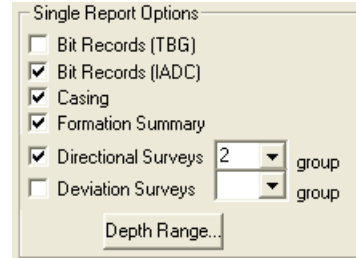 Single Report Options
Bit Records (TBG)
Bit Records (IADC)
Casing
Formation Summary
Directional Surveys 2 group
Deviation Surveys group
Depth Range...